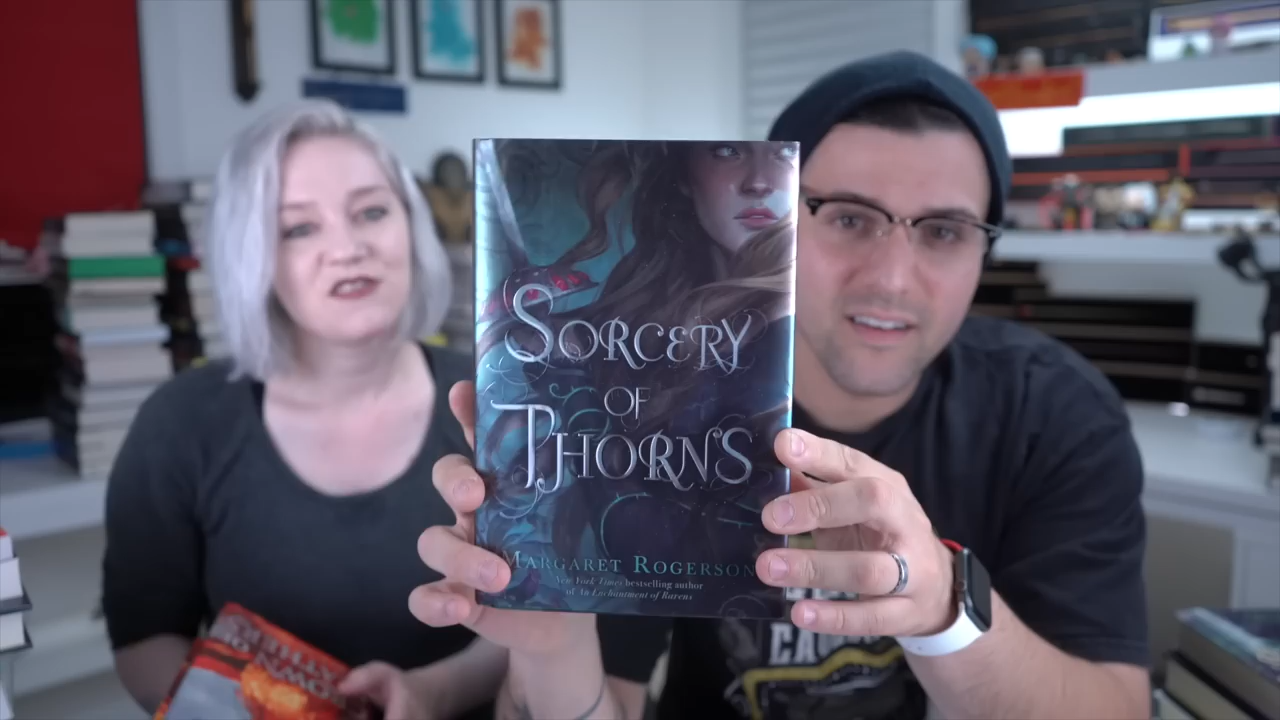 SORCERY
OF
THORNS
MARGARET ROGERSON
New York Times bestselling author
of An Enchantment of Ravens